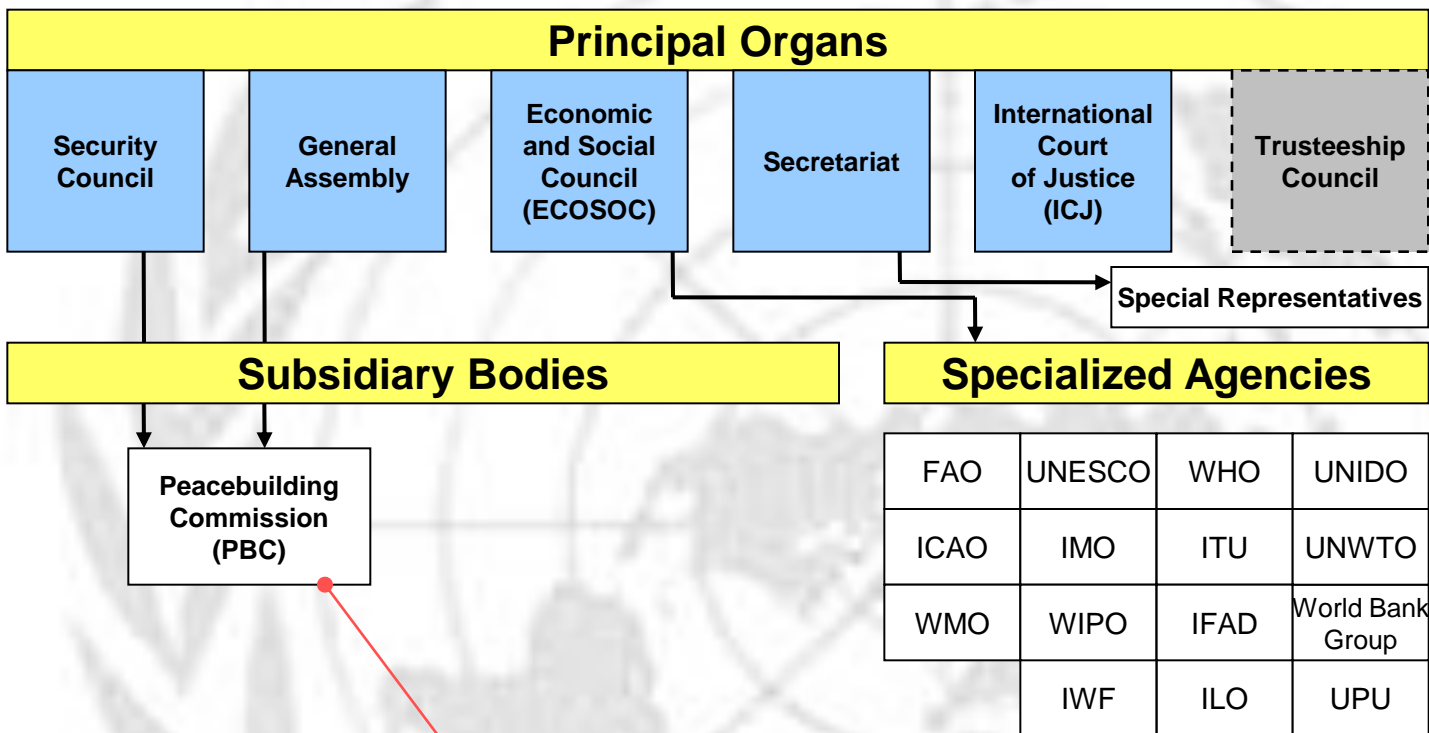 Principal Organs
Security
Council
General
Assembly
Economic
and Social
Council
(ECOSOC)
Secretariat
International
Court
of Justice
(ICJ)
Trusteeship
Council
Special Representatives
Subsidiary Bodies
Specialized Agencies
Peacebuilding
Commission
(PBC)
FAO
UNESCO
WHO
UNIDO
ICAO
IMO
ITU
UNWTO
WMO
WIPO
IFAD
World Bank
Group
IWF
ILO
UPU